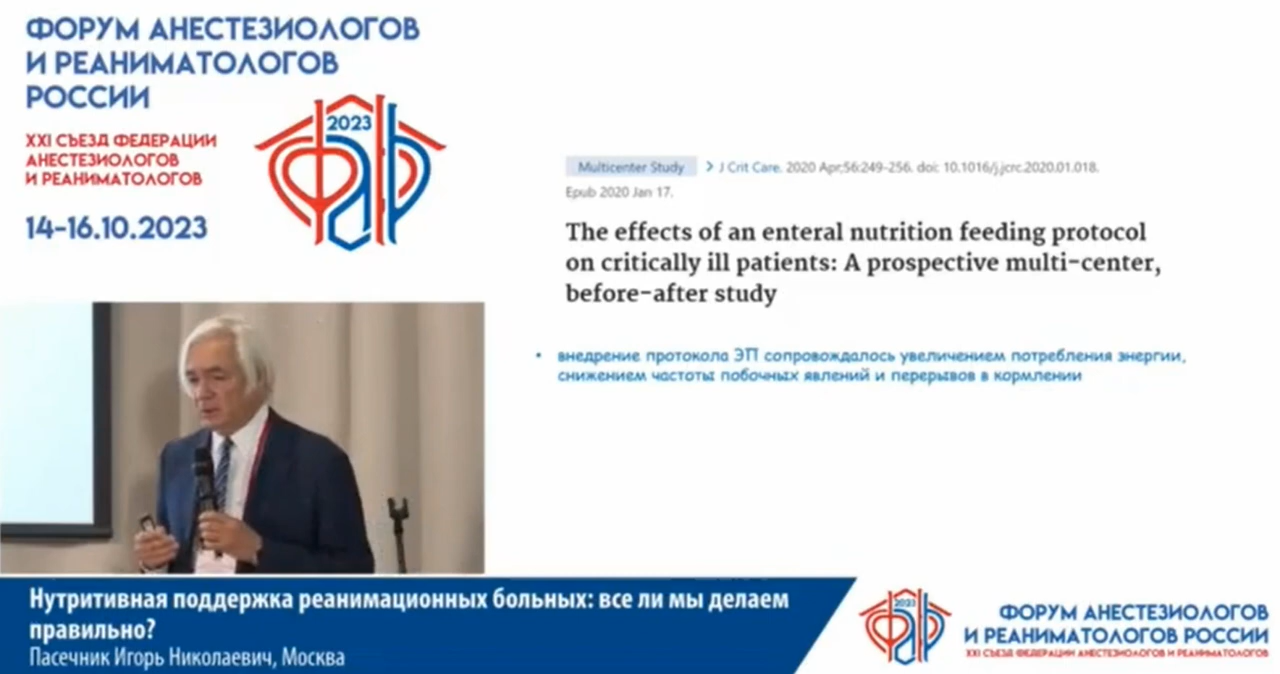 ФОРУМ АНЕСТЕЗИОЛОГОВ
И РЕАНИМАТОЛОГОВ
РОССИИ
XXI СЪЕЗД ФЕДЕРАЦИИ
АНЕСТЕЗИОЛОГОВ
И РЕАНИМАТОЛОГОВ
14-16.10.2023
2023
ФАР
Multicenter Study > J Crit Care. 2020 Apr;56:249-256. doi: 10.1016/j.jcrc.2020.01.018.
Epub 2020 Jan 17.
The effects of an enteral nutrition feeding protocol
on critically ill patients: A prospective multi-center,
before-after study
• внедрение протокола ЭП сопровождалось увеличением потребления энергии,
снижением частоты побочных явлений и перерывов в кормлении
Нутритивная поддержка реанимационных больных: все ли мы делаем
правильно?
Пасечник Игорь Николаевич, Москва
2023
ФАР
ФОРУМ АНЕСТЕЗИОЛОГОВ
И РЕАНИМАТОЛОГОВ РОССИИ
XXI СЪЕЗД ФЕДЕРАЦИИ АНЕСТЕЗИОЛОГОВ И РЕАНИМАТОЛОГОВ